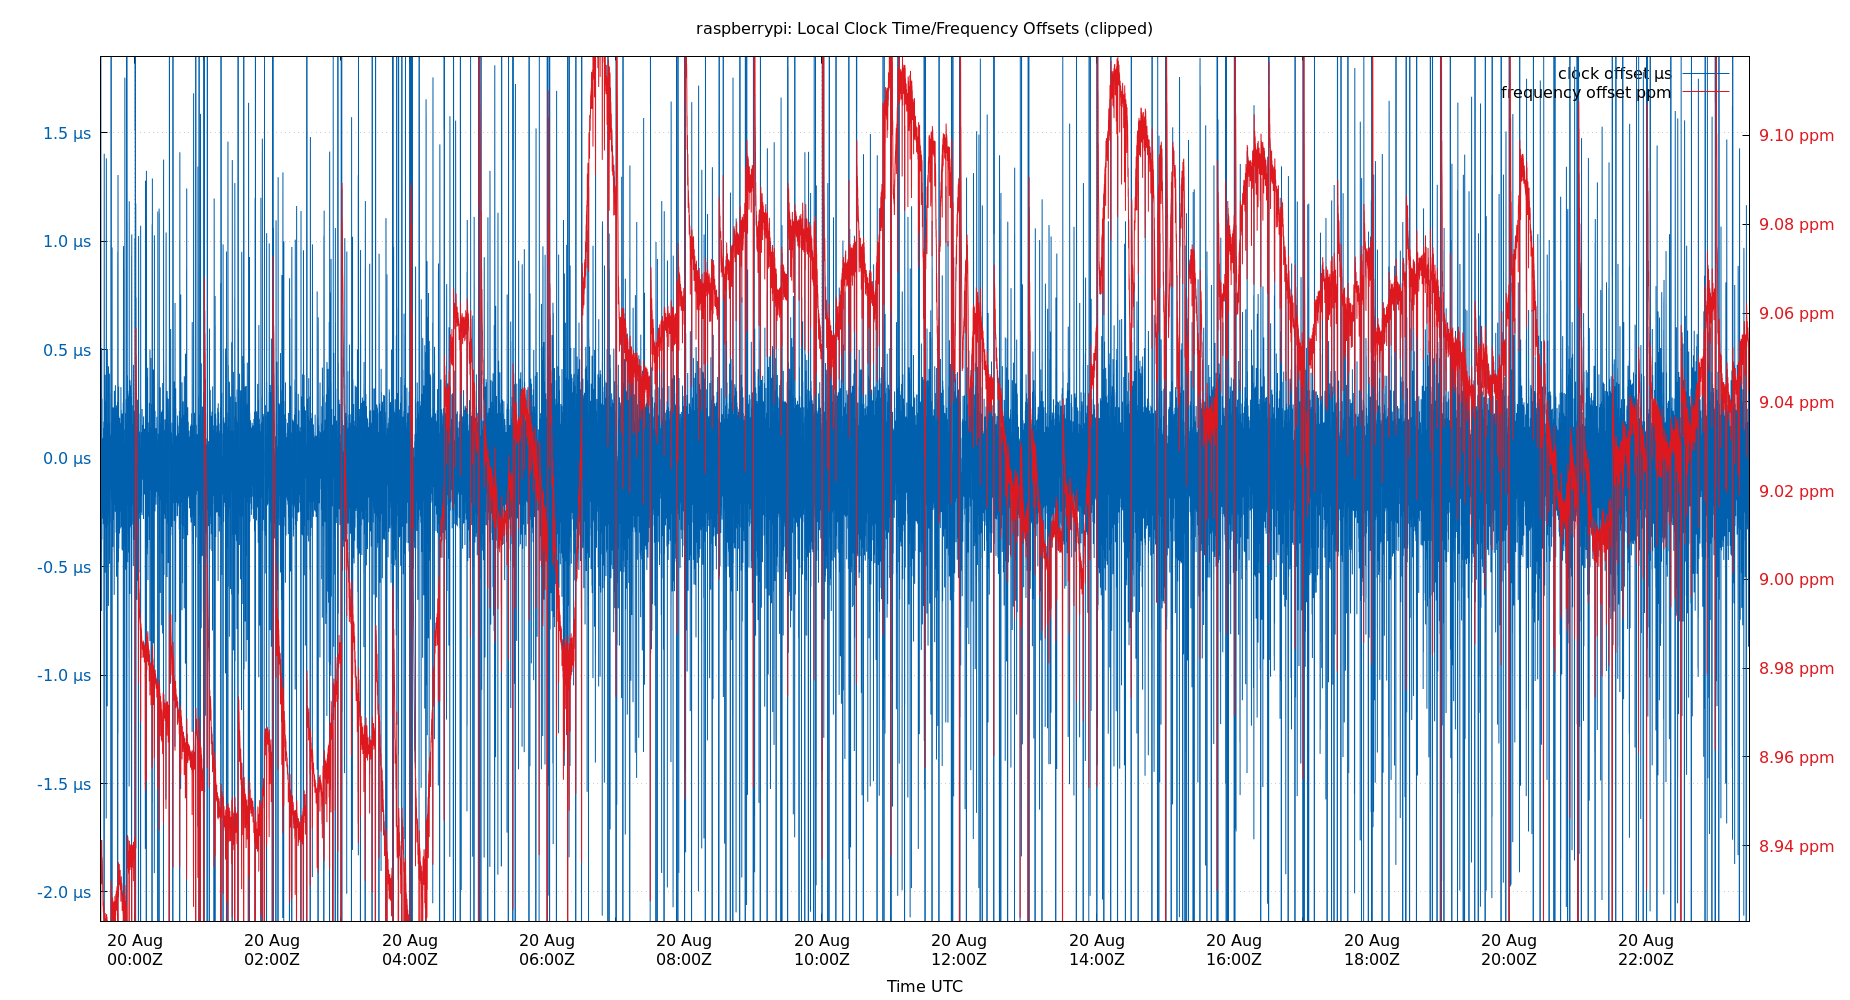 raspberrypi: Local Clock Time/Frequency Offsets (clipped)
clock offset µs
frequency offset ppm
1.5 µs
1.0 µs
0.5 µs
0.0 µs
-0.5 µs
-1.0 µs
-1.5 µs
-2.0 µs
9.10 ppm
9.08 ppm
9.06 ppm
9.04 ppm
9.02 ppm
9.00 ppm
8.98 ppm
8.96 ppm
8.94 ppm
20 Aug 20 Aug 20 Aug 20 Aug 20 Aug 20 Aug 20 Aug 20 Aug 20 Aug 20 Aug 20 Aug 20 Aug
00:00Z 02:00Z 04:00Z 06:00Z 08:00Z 10:00Z 12:00Z 14:00Z 16:00Z 18:00Z 20:00Z 22:00Z
Time UTC